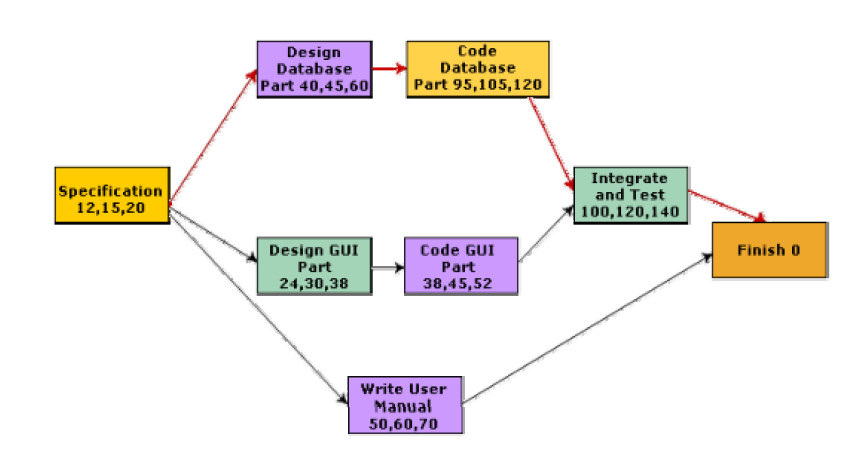 Design
Database
Part 40,45,60
Code
Database
Part 95,105,120
Specification
12,15,20
Integrate
and Test
100,120,140
Design GUI
Part
24,30,38
Code GUI
Part
38,45,52
Finish 0
Write User
Manual
50,60,70